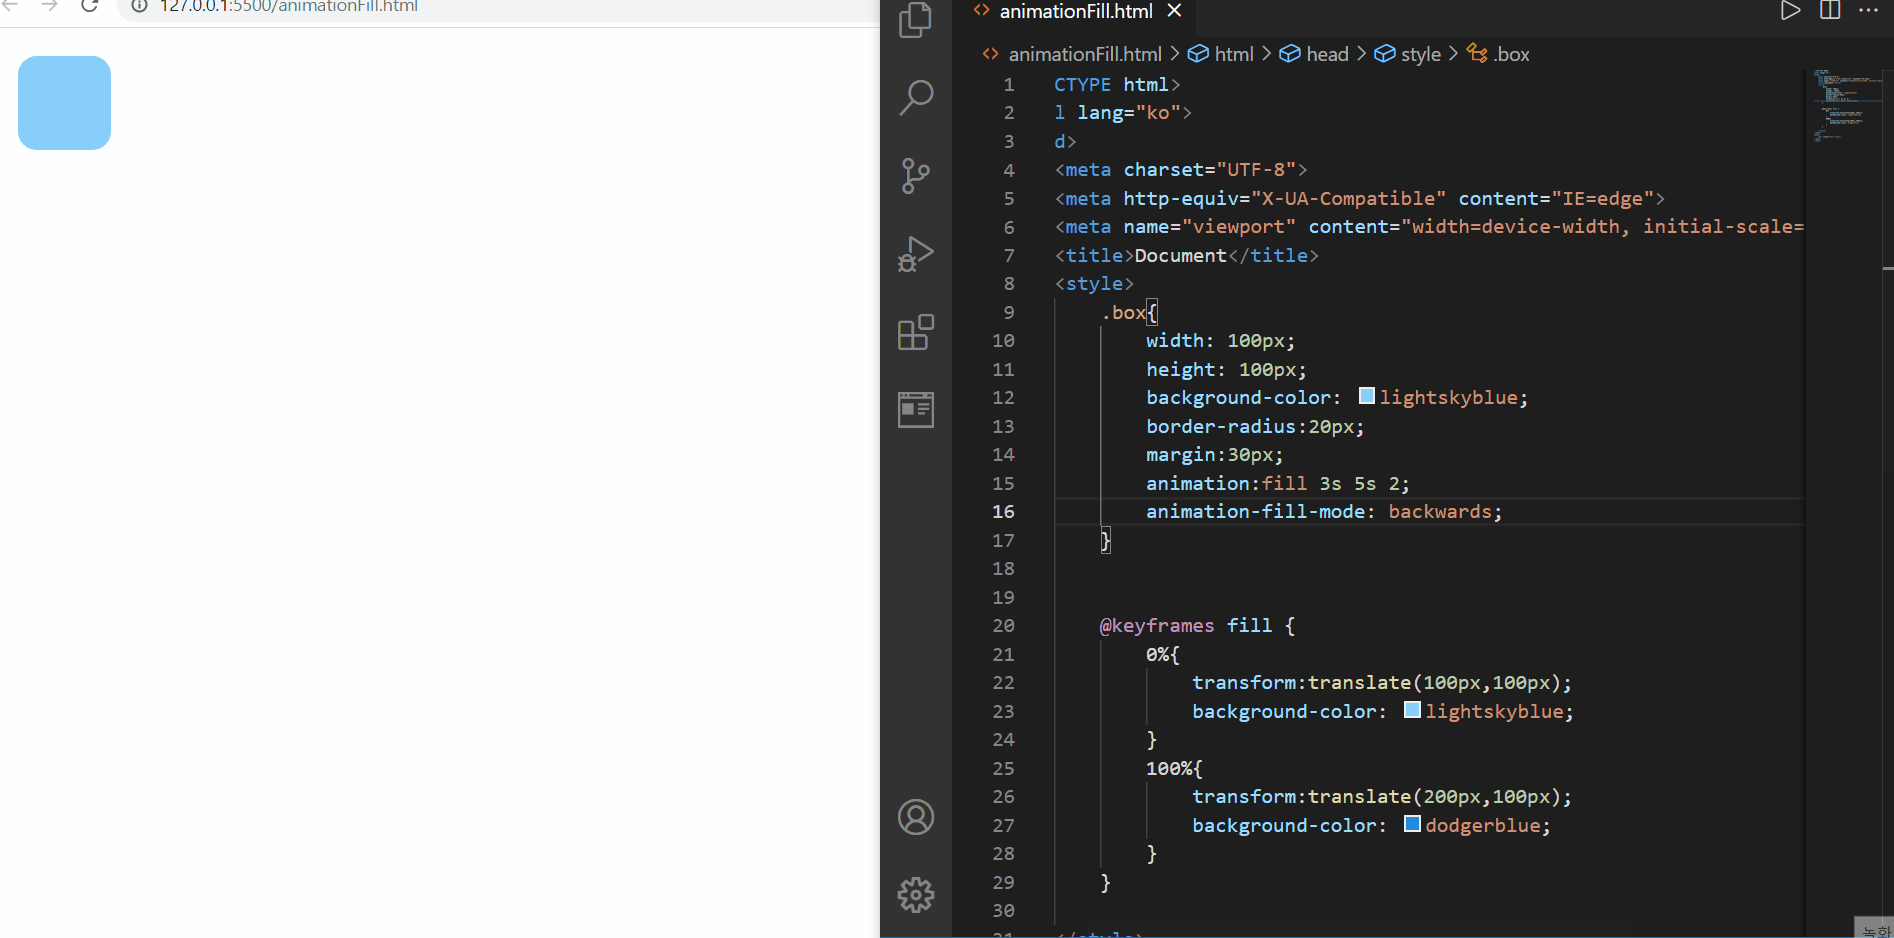 127.0.0.1:5500/animationFill.html
animationFill.html
animationFill.html > html > head > style > .box
1 CTYPE html>
2 l lang="ko">
3 d>
4 <meta charset="UTF-8">
5 <meta http-equiv="X-UA-Compatible" content="IE=edge">
6 <meta name="viewport" content="width=device-width, initial-scale=
7 <title>Document</title>
8 <style>
9 .box{
10 width: 100px;
11 height: 100px;
12 background-color: lightskyblue;
13 border-radius:20px;
14 margin:30px;
15 animation:fill 3s 5s 2;
16 animation-fill-mode: backwards;
17 }
18
19
20 @keyframes fill {
21 0%{
22 transform:translate(100px,100px);
23 background-color: lightskyblue;
24 }
25 100%{
26 transform:translate(200px,100px);
27 background-color: dodgerblue;
28 }
29 }
30
31 </style>
녹화